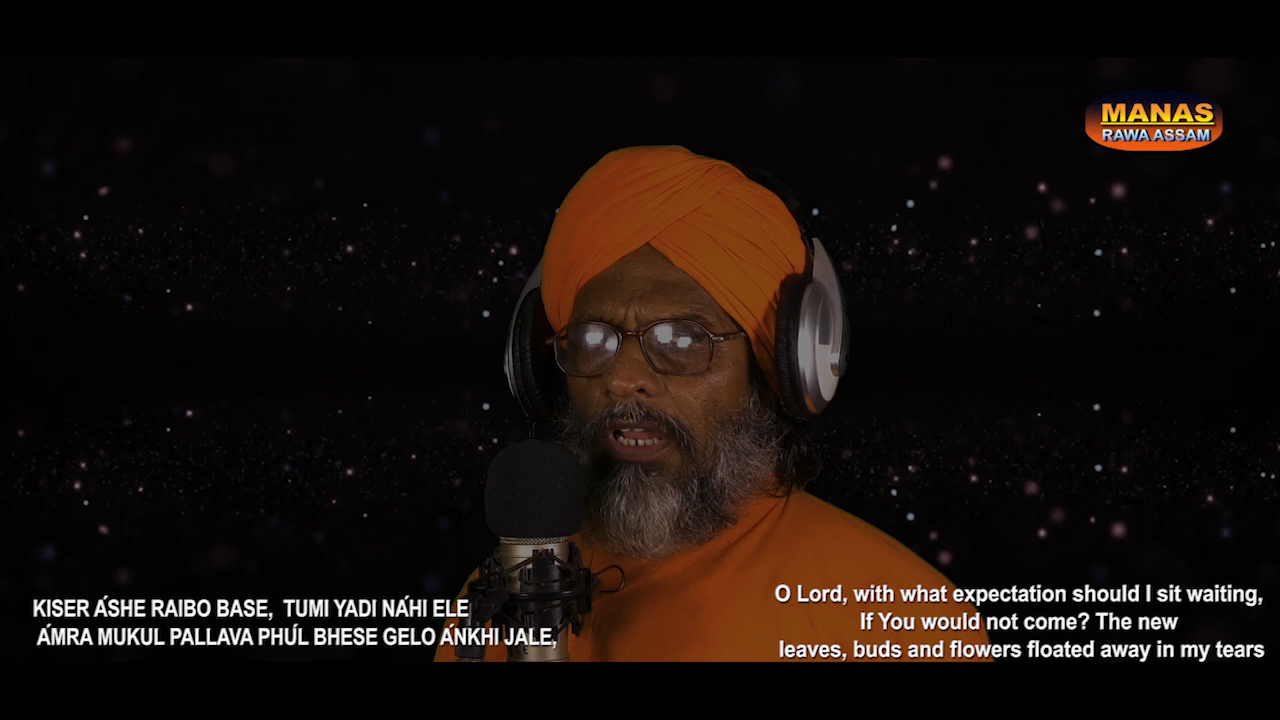 MANAS
RAWA ASSAM
KISER ÁSHE RAIBO BASE, TUMI YADI NÁHI ELE
ÁMRA MUKUL PALLAVA PHÚL BHESE GELO ÁNKHI JALE,
O Lord, with what expectation should I sit waiting,
If You would not come? The new
leaves, buds and flowers floated away in my tears